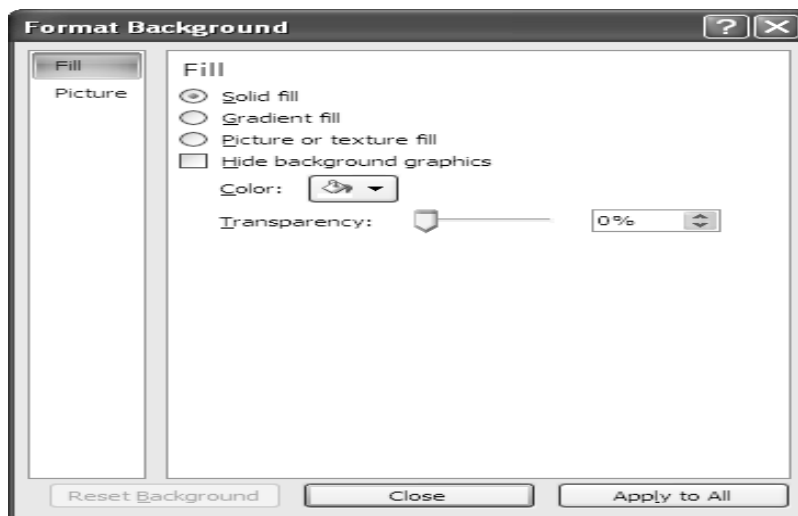 Format Background
Fill
Picture
Fill
Solid fill
Gradient fill
Picture or texture fill
Hide background graphics
Color:
Transparency: 0%
Reset Background Close Apply to All